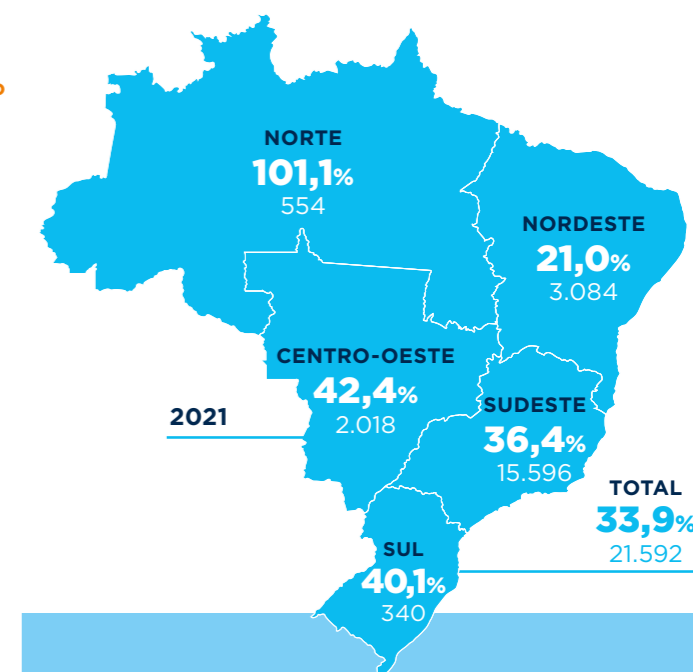 NORTE
101,1%
554
NORDESTE
21,0%
3.084
CENTRO-OESTE
42,4%
2.018
2021
SUDESTE
36,4%
15.596
TOTAL
33,9%
21.592
SUL
40,1%
340